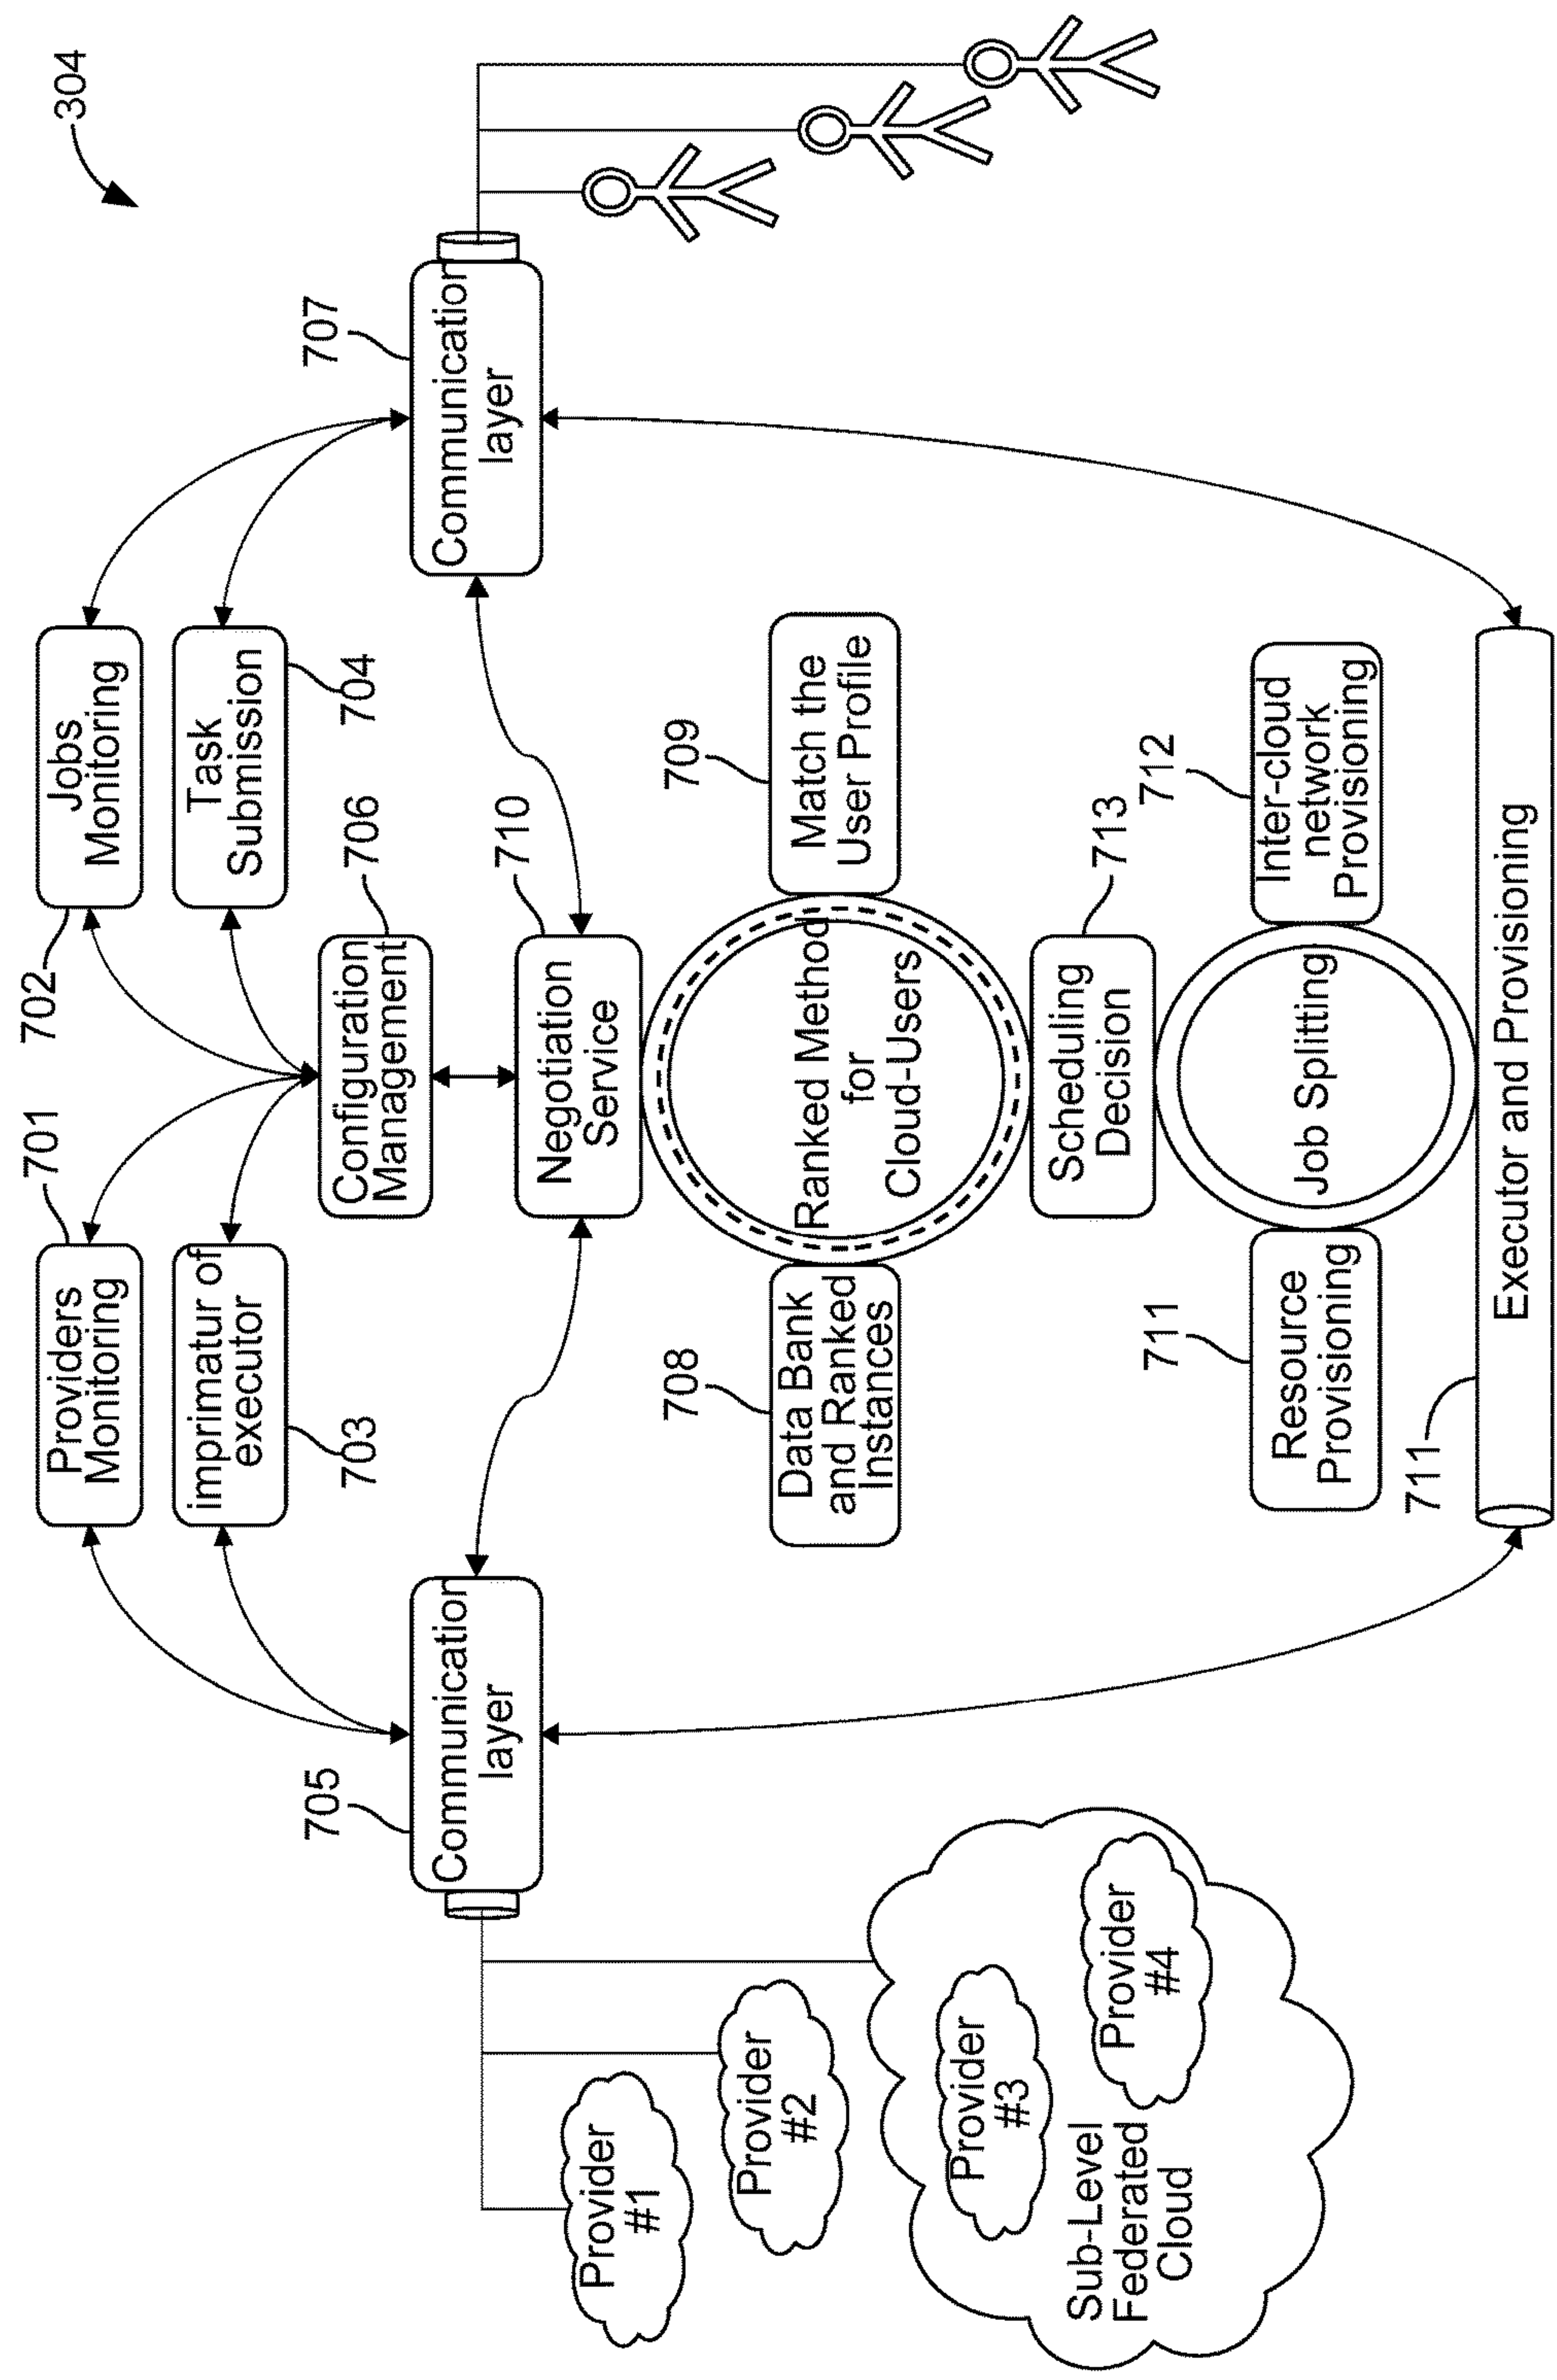 304
701
Providers
Monitoring
702
Jobs
Monitoring
703
imprimatur of
executor
704
Task
Submission
705
Communication
layer
706
Configuration
Management
707
Communication
layer
710
Negotiation
Service
Provider
#1
Provider
#2
Provider
#3
Provider
#4
Sub-Level
Federated
Cloud
708
Data Bank
and Ranked
Instances
Ranked Method
for
Cloud-Users
709
Match the
User Profile
713
Scheduling
Decision
711
Resource
Provisioning
Job Splitting
712
Inter-cloud
network
Provisioning
711
Executor and Provisioning